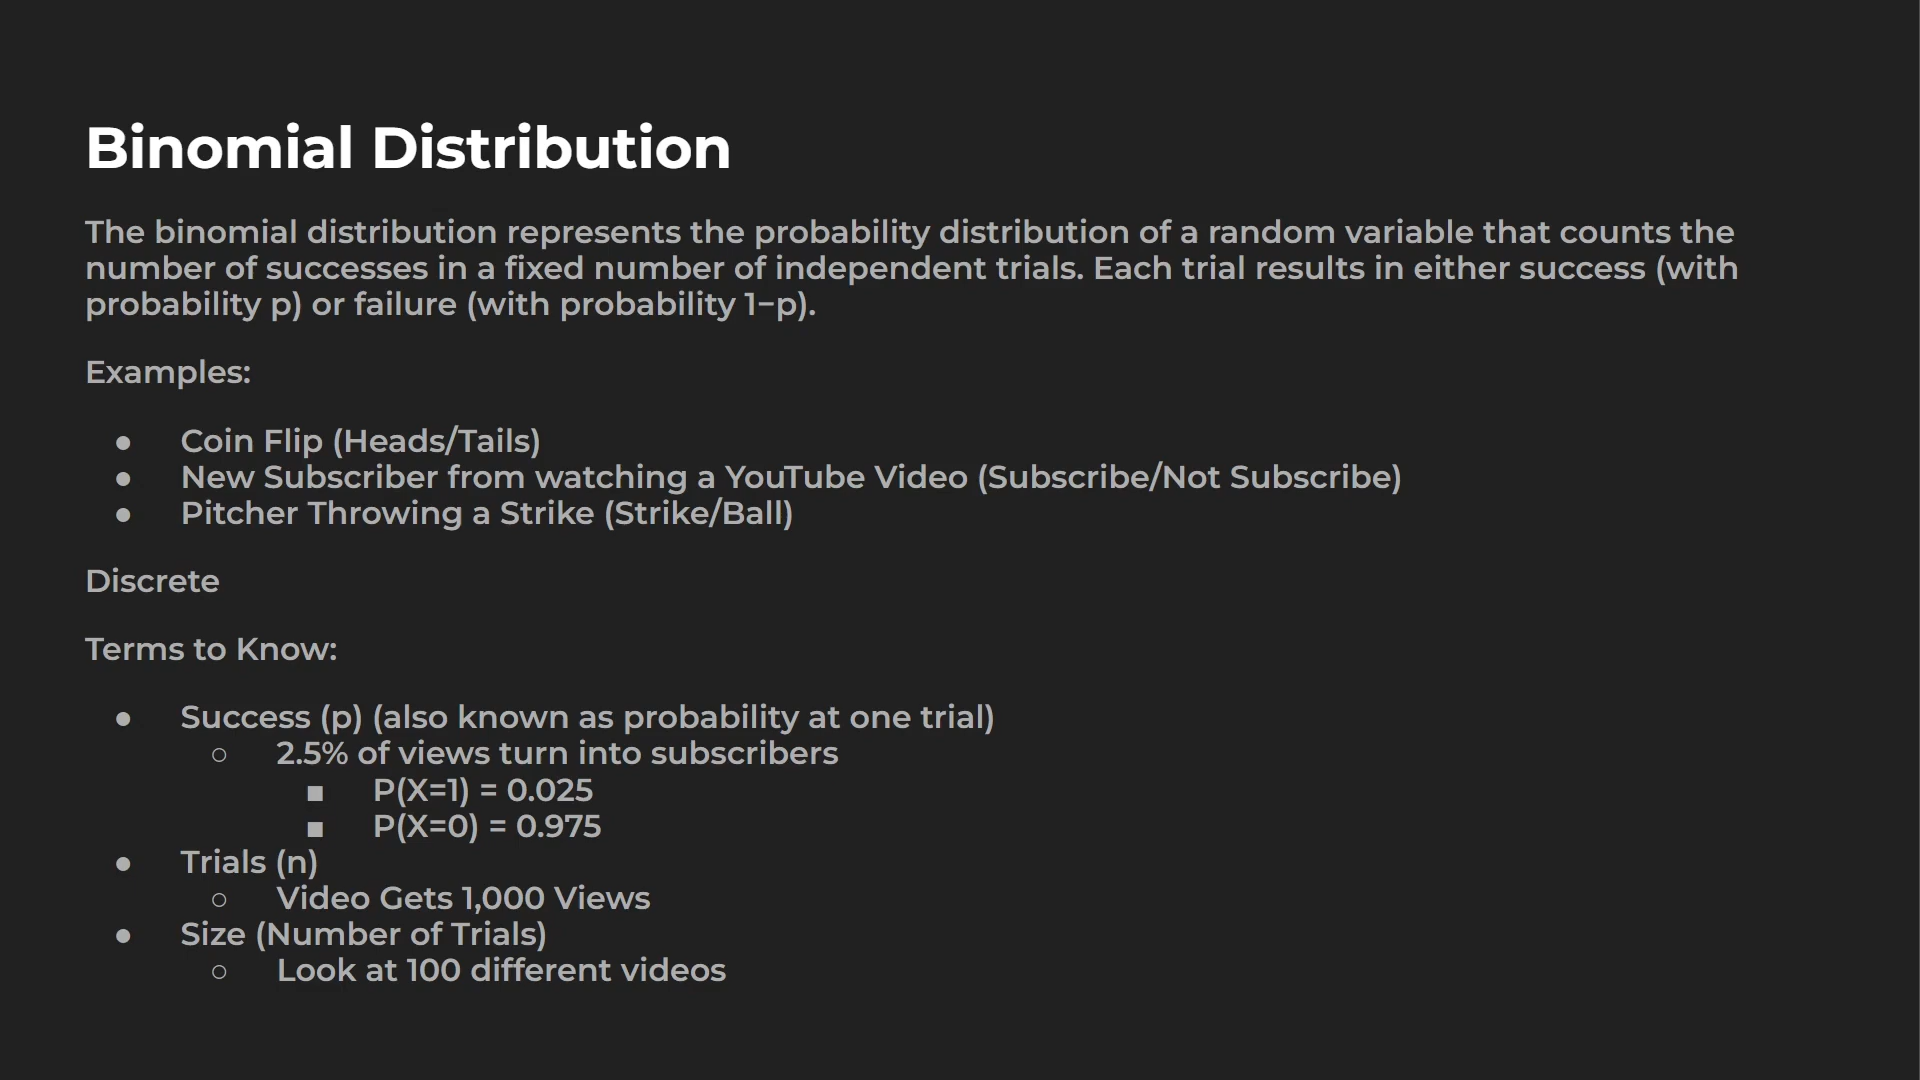 Binomial Distribution
The binomial distribution represents the probability distribution of a random variable that counts the
number of successes in a fixed number of independent trials. Each trial results in either success (with
probability p) or failure (with probability 1−p).
Examples:
● Coin Flip (Heads/Tails)
● New Subscriber from watching a YouTube Video (Subscribe/Not Subscribe)
● Pitcher Throwing a Strike (Strike/Ball)
Discrete
Terms to Know:
● Success (p) (also known as probability at one trial)
○ 2.5% of views turn into subscribers
■ P(X=1) = 0.025
■ P(X=0) = 0.975
● Trials (n)
○ Video Gets 1,000 Views
● Size (Number of Trials)
○ Look at 100 different videos